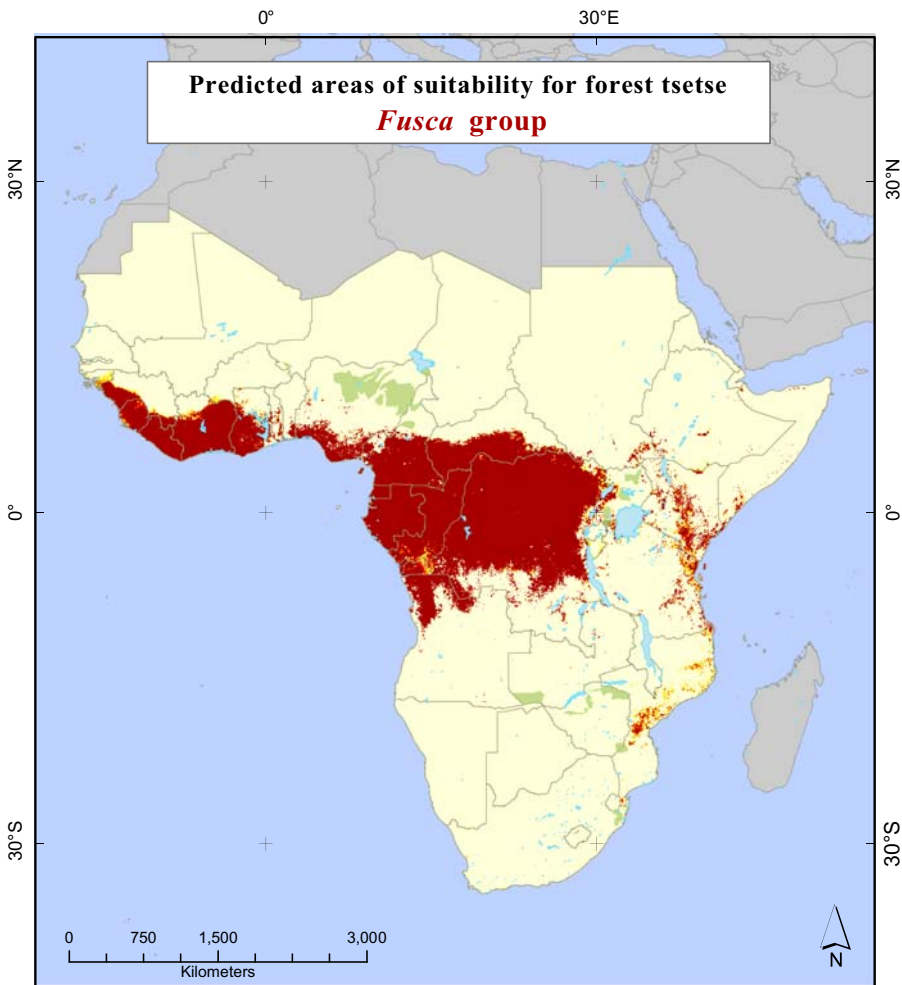 0°
30°E
Predicted areas of suitability for forest tsetse
Fusca group
30°N
30°N
0°
0°
30°S
30°S
0 750 1,500 3,000
Kilometers
N